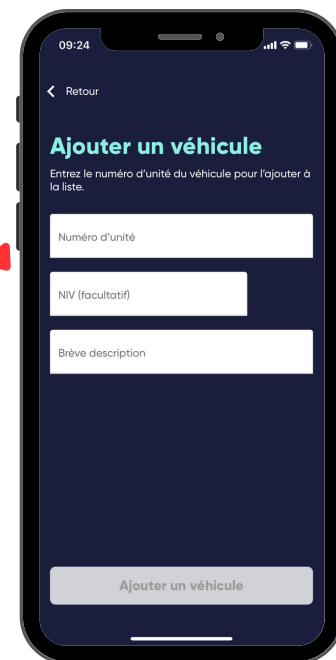 09:24
Retour
Ajouter un véhicule
Entrez le numéro d'unité du véhicule pour l'ajouter à
la liste.
Numéro d'unité
NIV (facultatif)
Brève description
Ajouter un véhicule